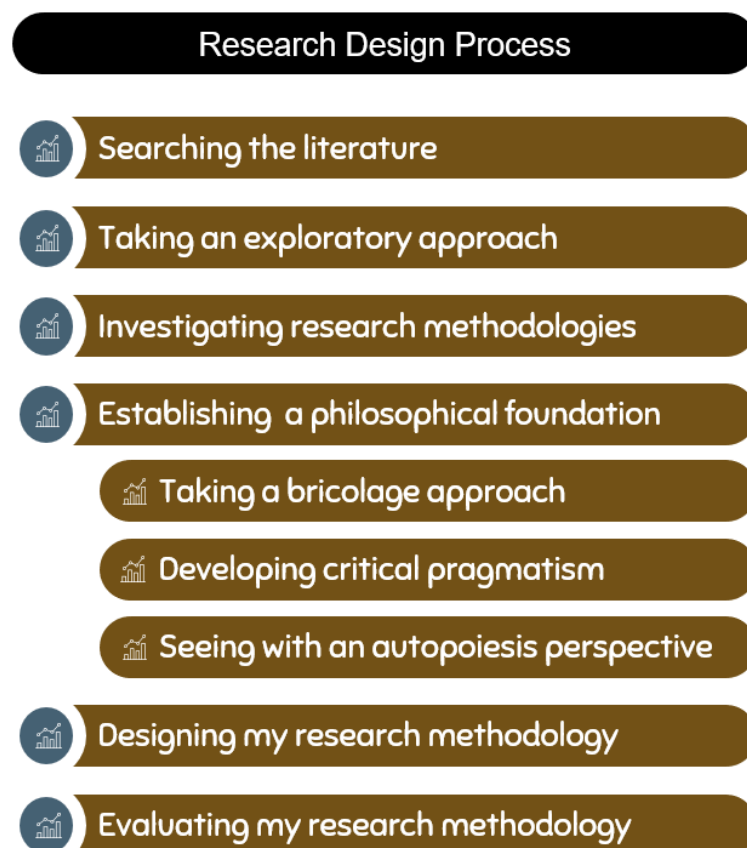 Research Design Process
Searching the literature
Taking an exploratory approach
Investigating research methodologies
Establishing  a philosophical foundation
Taking a bricolage approach
Developing critical pragmatism
Seeing with an autopoiesis perspective
Designing my research methodology
Evaluating my research methodology